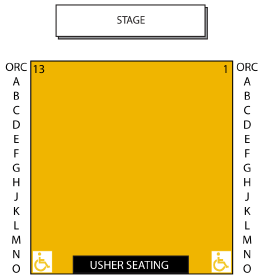 STAGE
ORC 13 1 ORC
A A
B B
C C
D D
E E
F F
G G
H H
J J
K K
L L
M M
N N
O USHER SEATING O